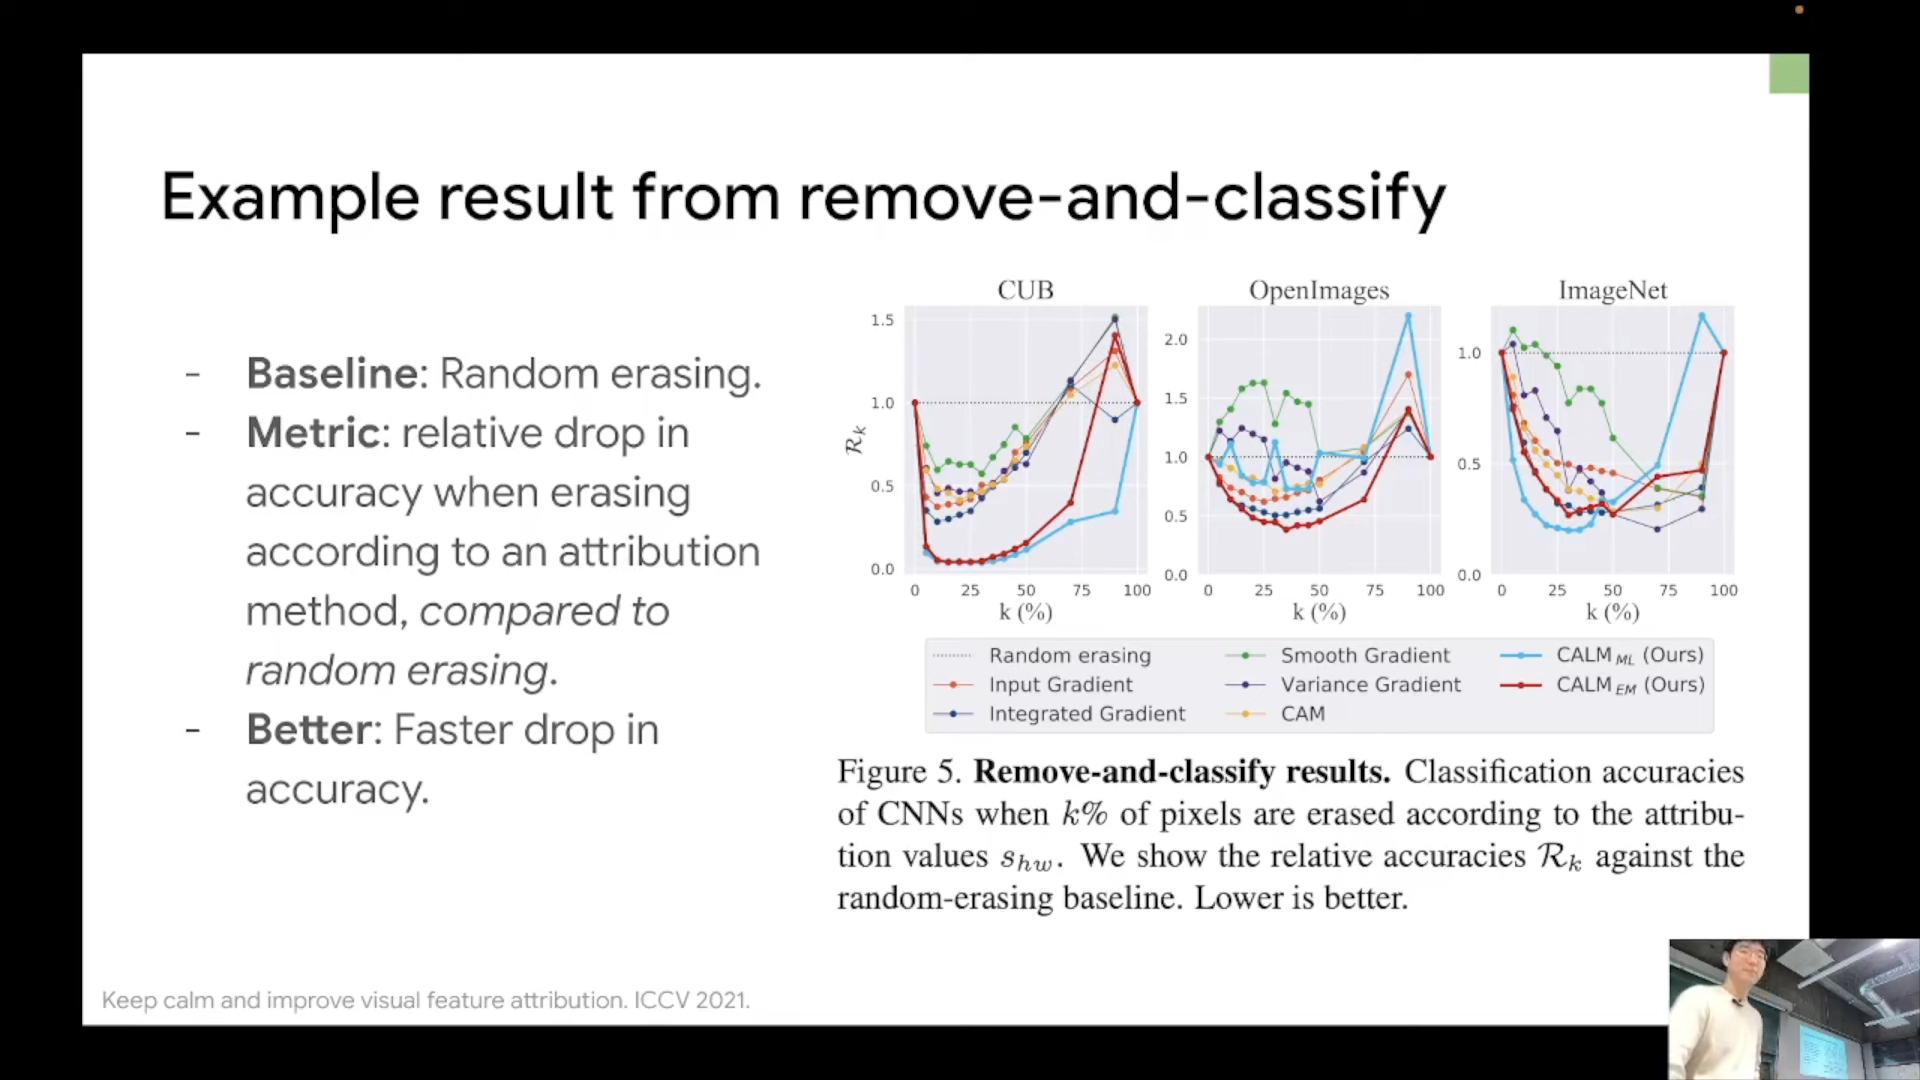 Example result from remove-and-classify
- Baseline: Random erasing.
- Metric: relative drop in
accuracy when erasing
according to an attribution
method, compared to
random erasing.
- Better: Faster drop in
accuracy.
CUB
OpenImages
ImageNet
1.5
1.0
0.5
0.0
2.0
1.5
1.0
0.5
0.0
1.0
0.5
0.0
ℛₖ
0 25 50 75 100
0 25 50 75 100
0 25 50 75 100
k (%)
k (%)
k (%)
Random erasing
Input Gradient
Integrated Gradient
Smooth Gradient
Variance Gradient
CAM
CALM ML (Ours)
CALM EM (Ours)
Figure 5. Remove-and-classify results. Classification accuracies
of CNNs when k% of pixels are erased according to the attribu-
tion values s_hw. We show the relative accuracies ℛₖ against the
random-erasing baseline. Lower is better.
Keep calm and improve visual feature attribution. ICCV 2021.